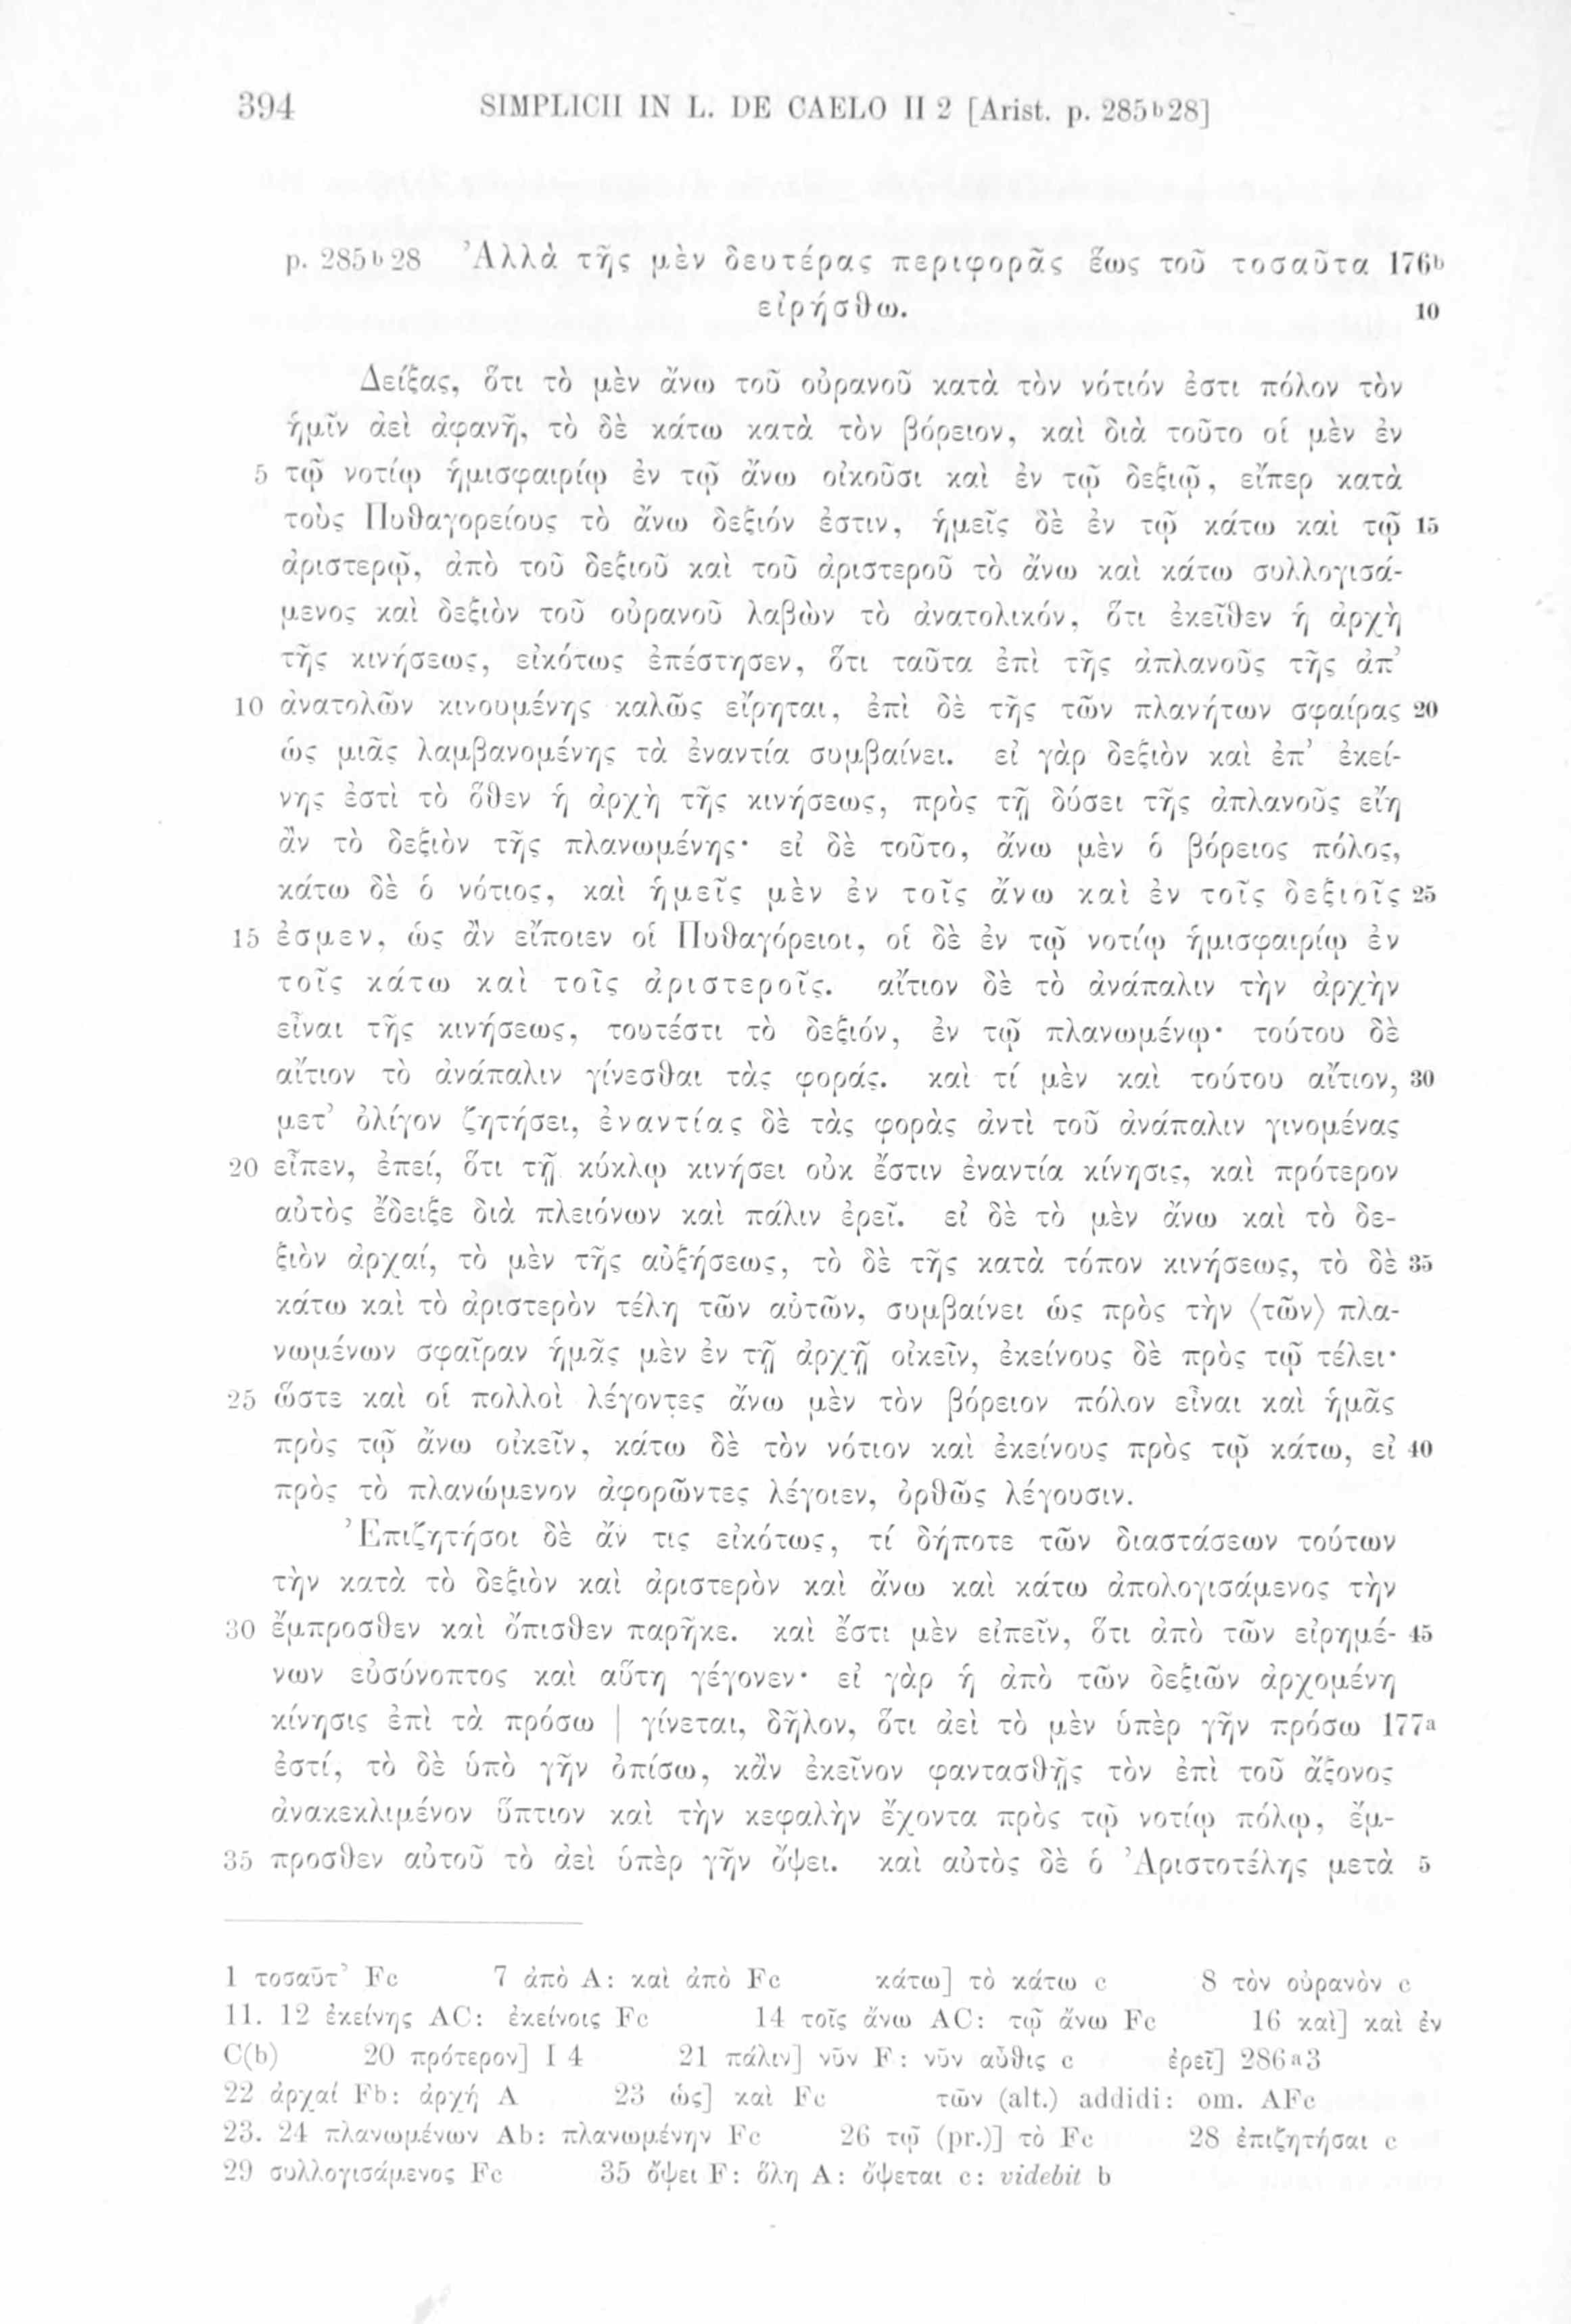 394 SIMPLICII IN L. DE CAELO II 2 [Arist. p. 285b28]
p. 285b28 Ἀλλὰ τῆς μὲν δευτέρας περιφορᾶς ἕως τοῦ τοσαῦτα 176b
εἰρήσθω. 10
Δείξας, ὅτι τὸ μὲν ἄνω τοῦ οὐρανοῦ κατὰ τὸν νότιόν ἐστι πόλον τὸν
ἡμῖν ἀεὶ ἀφανῆ, τὸ δὲ κάτω κατὰ τὸν βόρειον, καὶ διὰ τοῦτο οἱ μὲν ἐν
5 τῷ νοτίῳ ἡμισφαιρίῳ ἐν τῷ ἄνω οἰκοῦσι καὶ ἐν τῷ δεξιῷ, εἴπερ κατὰ
τοὺς Πυθαγορείους τὸ ἄνω δεξιόν ἐστιν, ἡμεῖς δὲ ἐν τῷ κάτω καὶ τῷ 15
ἀριστερῷ, ἀπὸ τοῦ δεξιοῦ καὶ τοῦ ἀριστεροῦ τὸ ἄνω καὶ κάτω συλλογισά-
μενος καὶ δεξιὸν τοῦ οὐρανοῦ λαβὼν τὸ ἀνατολικόν, ὅτι ἐκεῖθεν ἡ ἀρχὴ
τῆς κινήσεως, εἰκότως ἐπέστησεν, ὅτι ταῦτα ἐπὶ τῆς ἀπλανοῦς τῆς ἀπ’
10 ἀνατολῶν κινουμένης καλῶς εἴρηται, ἐπὶ δὲ τῆς τῶν πλανήτων σφαίρας 20
ὡς μιᾶς λαμβανομένης τὰ ἐναντία συμβαίνει. εἰ γὰρ δεξιὸν καὶ ἐπ’ ἐκεί-
νης ἐστὶ τὸ ὅθεν ἡ ἀρχὴ τῆς κινήσεως, πρὸς τῇ δύσει τῆς ἀπλανοῦς εἴη
ἂν τὸ δεξιὸν τῆς πλανωμένης· εἰ δὲ τοῦτο, ἄνω μὲν ὁ βόρειος πόλος,
κάτω δὲ ὁ νότιος, καὶ ἡμεῖς μὲν ἐν τοῖς ἄνω καὶ ἐν τοῖς δεξιοῖς 25
15 ἐσμεν, ὡς ἂν εἴποιεν οἱ Πυθαγόρειοι, οἱ δὲ ἐν τῷ νοτίῳ ἡμισφαιρίῳ ἐν
τοῖς κάτω καὶ τοῖς ἀριστεροῖς. αἴτιον δὲ τὸ ἀνάπαλιν τὴν ἀρχὴν
εἶναι τῆς κινήσεως, τουτέστι τὸ δεξιόν, ἐν τῷ πλανωμένῳ· τούτου δὲ
αἴτιον τὸ ἀνάπαλιν γίνεσθαι τὰς φοράς. καὶ τί μὲν καὶ τούτου αἴτιον, 30
μετ’ ὀλίγον ζητήσει, ἐναντίας δὲ τὰς φορὰς ἀντὶ τοῦ ἀνάπαλιν γινομένας
20 εἶπεν, ἐπεί, ὅτι τῇ κύκλῳ κινήσει οὐκ ἔστιν ἐναντία κίνησις, καὶ πρότερον
αὐτὸς ἔδειξε διὰ πλειόνων καὶ πάλιν ἐρεῖ. εἰ δὲ τὸ μὲν ἄνω καὶ τὸ δε-
ξιὸν ἀρχαί, τὸ μὲν τῆς αὐξήσεως, τὸ δὲ τῆς κατὰ τόπον κινήσεως, τὸ δὲ 35
κάτω καὶ τὸ ἀριστερὸν τέλη τῶν αὐτῶν, συμβαίνει ὡς πρὸς τὴν ⟨τῶν⟩ πλα-
νωμένων σφαῖραν ἡμᾶς μὲν ἐν τῇ ἀρχῇ οἰκεῖν, ἐκείνους δὲ πρὸς τῷ τέλει·
25 ὥστε καὶ οἱ πολλοὶ λέγοντες ἄνω μὲν τὸν βόρειον πόλον εἶναι καὶ ἡμᾶς
πρὸς τῷ ἄνω οἰκεῖν, κάτω δὲ τὸν νότιον καὶ ἐκείνους πρὸς τῷ κάτω, εἰ 40
πρὸς τὸ πλανώμενον ἀφορῶντες λέγοιεν, ὀρθῶς λέγουσιν.
Ἐπιζητήσοι δὲ ἄν τις εἰκότως, τί δήποτε τῶν διαστάσεων τούτων
τὴν κατὰ τὸ δεξιὸν καὶ ἀριστερὸν καὶ ἄνω καὶ κάτω ἀπολογισάμενος τὴν
30 ἔμπροσθεν καὶ ὄπισθεν παρῆκε. καὶ ἔστι μὲν εἰπεῖν, ὅτι ἀπὸ τῶν εἰρημέ- 45
νων εὐσύνοπτος καὶ αὕτη γέγονεν· εἰ γὰρ ἡ ἀπὸ τῶν δεξιῶν ἀρχομένη
κίνησις ἐπὶ τὰ πρόσω | γίνεται, δῆλον, ὅτι ἀεὶ τὸ μὲν ὑπὲρ γῆν πρόσω 177a
ἐστί, τὸ δὲ ὑπὸ γῆν ὀπίσω, κἂν ἐκεῖνον φαντασθῇς τὸν ἐπὶ τοῦ ἄξονος
ἀνακεκλιμένον ὕπτιον καὶ τὴν κεφαλὴν ἔχοντα πρὸς τῷ νοτίῳ πόλῳ, ἔμ-
35 προσθεν αὐτοῦ τὸ ἀεὶ ὑπὲρ γῆν ὄψει. καὶ αὐτὸς δὲ ὁ Ἀριστοτέλης μετὰ 5
1 τοσαῦτ’ Fc 7 ἀπὸ A: καὶ ἀπὸ Fc κάτω] τὸ κάτω c 8 τὸν οὐρανὸν c
11. 12 ἐκείνης AC: ἐκείνοις Fc 14 τοῖς ἄνω AC: τῷ ἄνω Fc 16 καὶ] καὶ ἐν
C(b) 20 πρότερον] I 4 21 πάλιν] νῦν F: νῦν αὖθις c ἐρεῖ] 286a3
22 ἀρχαί Fb: ἀρχή A 23 ὡς] καὶ Fc τῶν (alt.) addidi: om. AFc
23. 24 πλανωμένων Ab: πλανωμένην Fc 26 τῷ (pr.)] τὸ Fc 28 ἐπιζητήσαι c
29 συλλογισάμενος Fc 35 ὄψει F: ὅλη A: ὄψεται c: videbit b